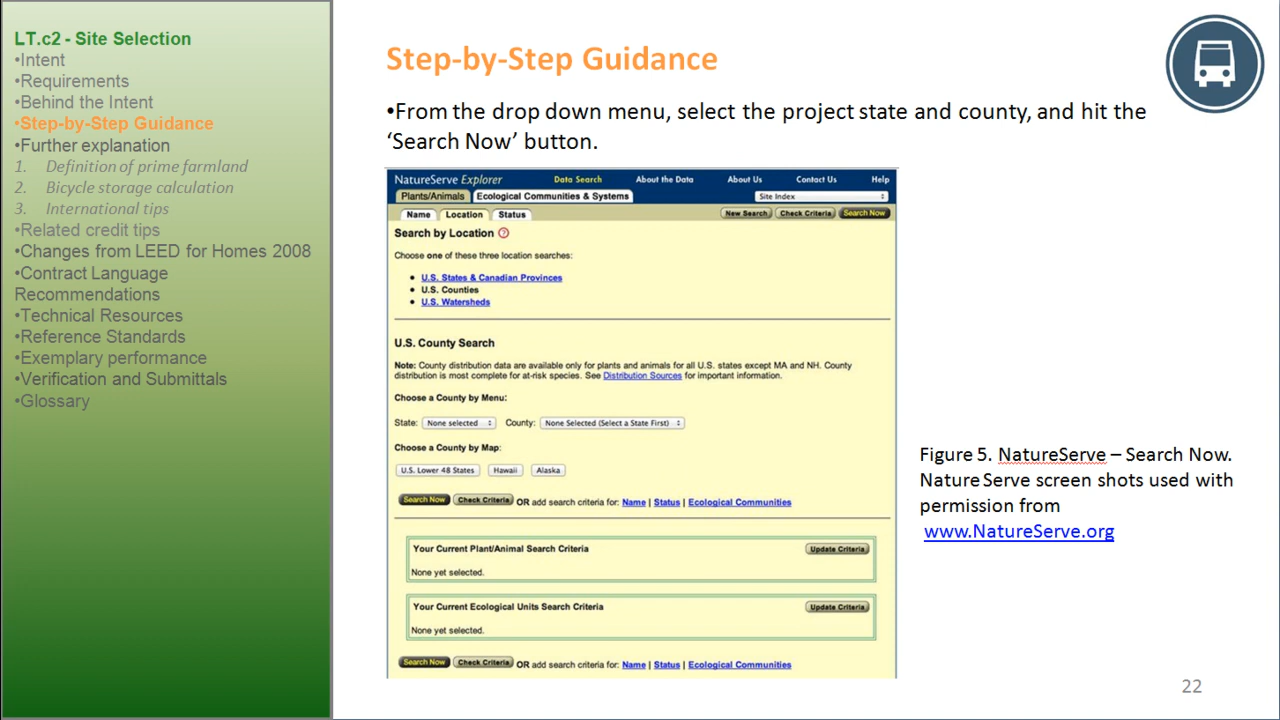 LT.c2 - Site Selection
•Intent
•Requirements
•Behind the Intent
•Step-by-Step Guidance
•Further explanation
1. Definition of prime farmland
2. Bicycle storage calculation
3. International tips
•Related credit tips
•Changes from LEED for Homes 2008
•Contract Language
Recommendations
•Technical Resources
•Reference Standards
•Exemplary performance
•Verification and Submittals
•Glossary
Step-by-Step Guidance
•From the drop down menu, select the project state and county, and hit the
‘Search Now’ button.
NatureServe Explorer Data Search About the Data About Us Contact Us Help
Plants/Animals Ecological Communities & Systems Site Index
Name Location Status New Search Check Criteria Search Now
Search by Location ?
Choose one of these three location searches:
• U.S. States & Canadian Provinces
• U.S. Counties
• U.S. Watersheds
U.S. County Search
Note: County distribution data are available only for plants and animals for all U.S. states except MA and NH. County
distribution is most complete for at-risk species. See Distribution Sources for important information.
Choose a County by Menu:
State: None selected County: None Selected (Select a State First)
Choose a County by Map:
U.S. Lower 48 States Hawaii Alaska
Search Now Check Criteria OR add search criteria for: Name | Status | Ecological Communities
Your Current Plant/Animal Search Criteria Update Criteria
None yet selected.
Your Current Ecological Units Search Criteria Update Criteria
None yet selected.
Search Now Check Criteria OR add search criteria for: Name | Status | Ecological Communities
Figure 5. NatureServe – Search Now.
Nature Serve screen shots used with
permission from
www.NatureServe.org
22